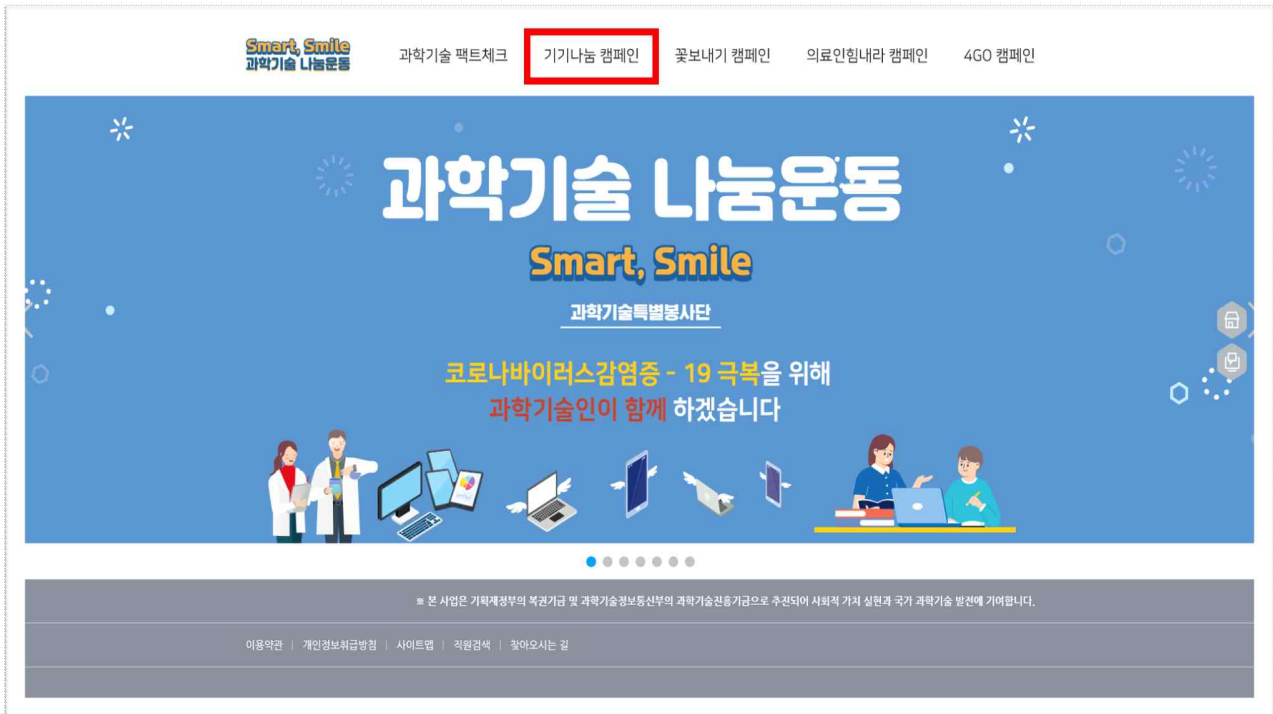 Smart, Smile
과학기술 나눔운동
과학기술 팩트체크 기기나눔 캠페인 꽃보내기 캠페인 의료인힘내라 캠페인 4GO 캠페인
과학기술 나눔운동
Smart, Smile
과학기술특별봉사단
코로나바이러스감염증 - 19 극복을 위해
과학기술인이 함께 하겠습니다
※ 본 사업은 기획재정부의 복권기금 및 과학기술정보통신부의 과학기술진흥기금으로 추진되어 사회적 가치 실현과 국가 과학기술 발전에 기여합니다.
이용약관 | 개인정보취급방침 | 사이트맵 | 직원검색 | 찾아오시는 길